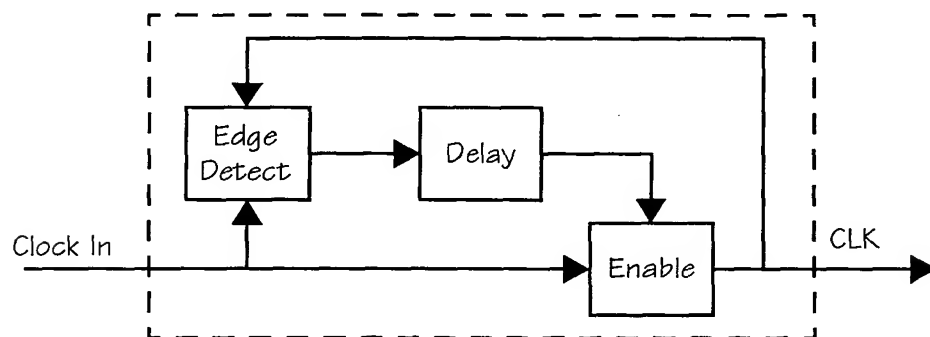 Edge
Detect
Delay
Clock In
Enable
CLK